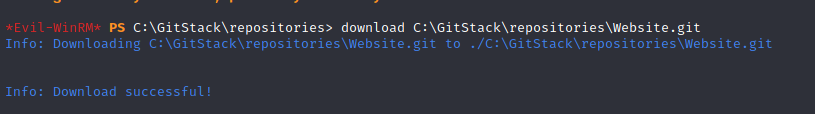 *Evil-WinRM* PS C:\GitStack\repositories> download C:\GitStack\repositories\Website.git
Info: Downloading C:\GitStack\repositories\Website.git to ./C:\GitStack\repositories\Website.git
Info: Download successful!